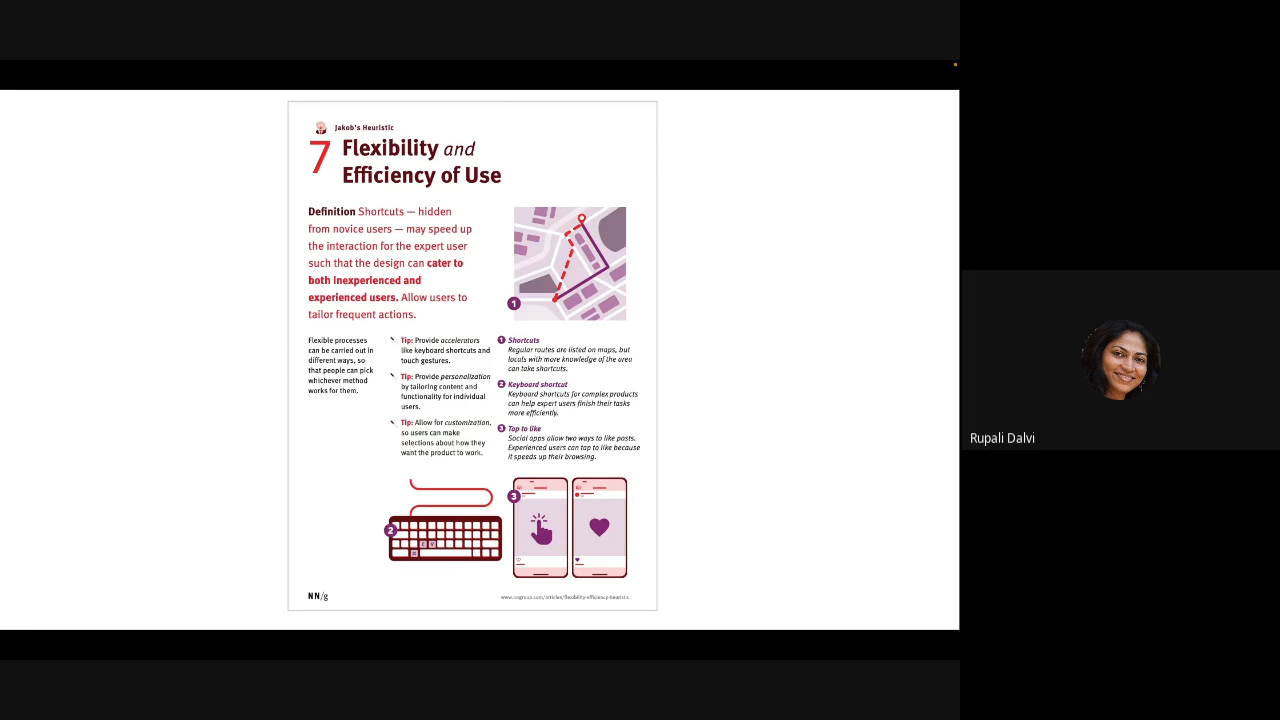 Jakob's Heuristic
7
Flexibility and
Efficiency of Use
Definition Shortcuts — hidden
from novice users — may speed up
the interaction for the expert user
such that the design can cater to
both inexperienced and
experienced users. Allow users to
tailor frequent actions.
1
Flexible processes
can be carried out in
different ways, so
that people can pick
whichever method
works for them.
Tip: Provide accelerators
like keyboard shortcuts and
touch gestures.
Tip: Provide personalization
by tailoring content and
functionality for individual
users.
Tip: Allow for customization,
so users can make
selections about how they
want the product to work.
1 Shortcuts
Regular routes are listed on maps, but
locals with more knowledge of the area
can take shortcuts.
2 Keyboard shortcut
Keyboard shortcuts for complex products
can help expert users finish their tasks
more efficiently.
3 Tap to like
Social apps allow two ways to like posts.
Experienced users can tap to like because
it speeds up their browsing.
2
C V
3
NN/g
www.nngroup.com/articles/flexibility-efficiency-heuristic
Rupali Dalvi